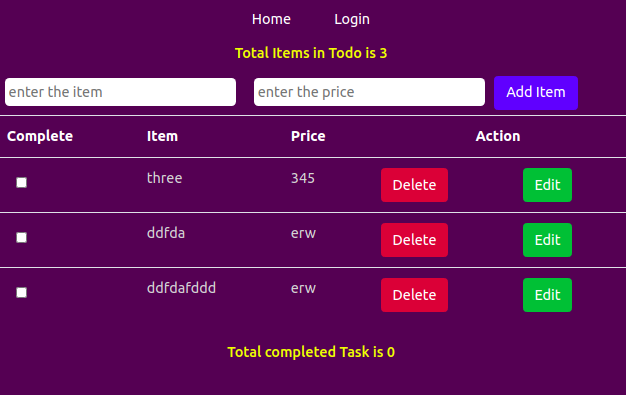 Home Login
Total Items in Todo is 3
enter the item enter the price Add Item
Complete Item Price Action
three 345 Delete Edit
ddfda erw Delete Edit
ddfdafddd erw Delete Edit
Total completed Task is 0